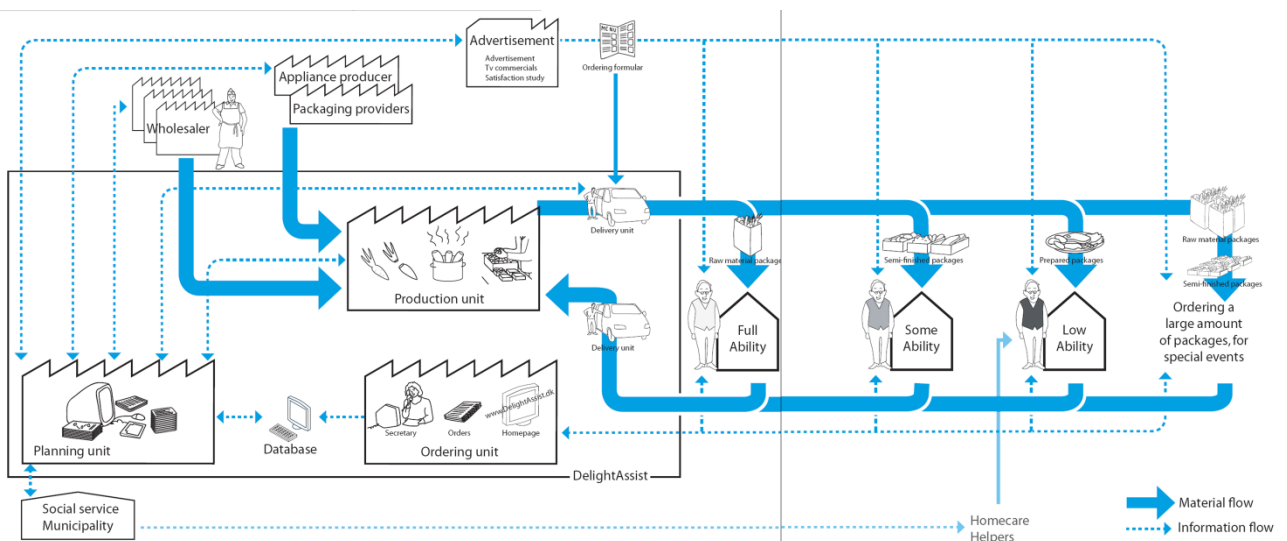 Advertisement
Advertisement
Tv commercials
Satisfaction study
MENU
Ordering formular
Appliance producer
Packaging providers
Wholesaler
Delivery unit
Production unit
Raw material package
Semi-finished packages
Prepared packages
Raw material packages
Semi-finished packages
Delivery unit
Full
Ability
Some
Ability
Low
Ability
Ordering a
large amount
of packages, for
special events
Planning unit
Database
www.DelightAssist.dk
Secretary
Orders
Homepage
Ordering unit
DelightAssist
Social service
Municipality
Homecare
Helpers
Material flow
Information flow